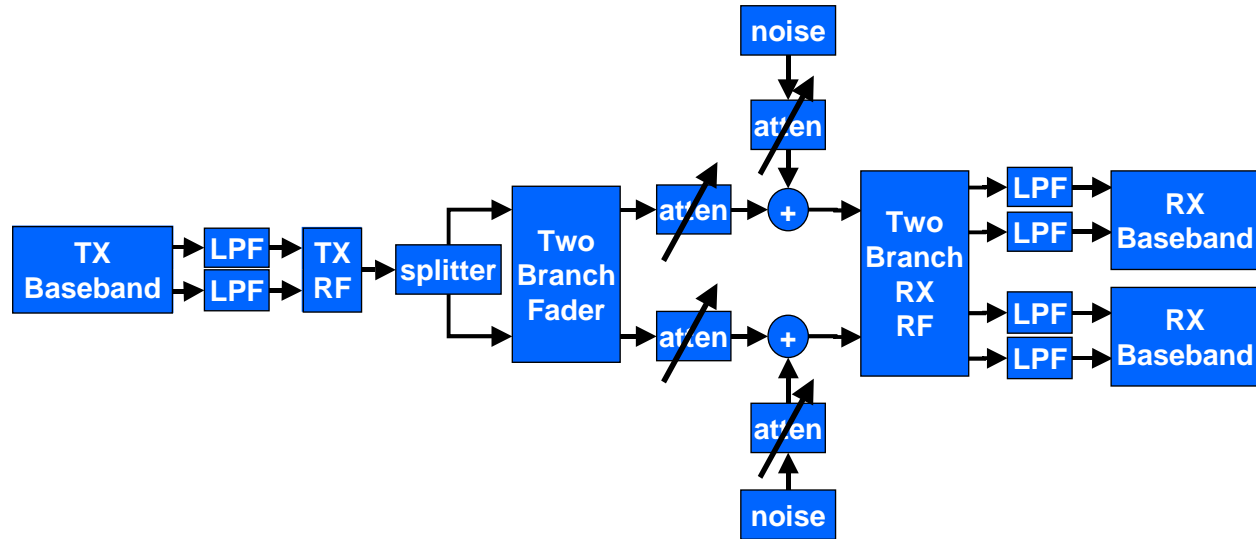 noise
atten
atten
+
LPF
LPF
RX
Baseband
TX
Baseband
LPF
LPF
TX
RF
splitter
Two
Branch
Fader
Two
Branch
RX
RF
atten
+
LPF
LPF
RX
Baseband
atten
noise